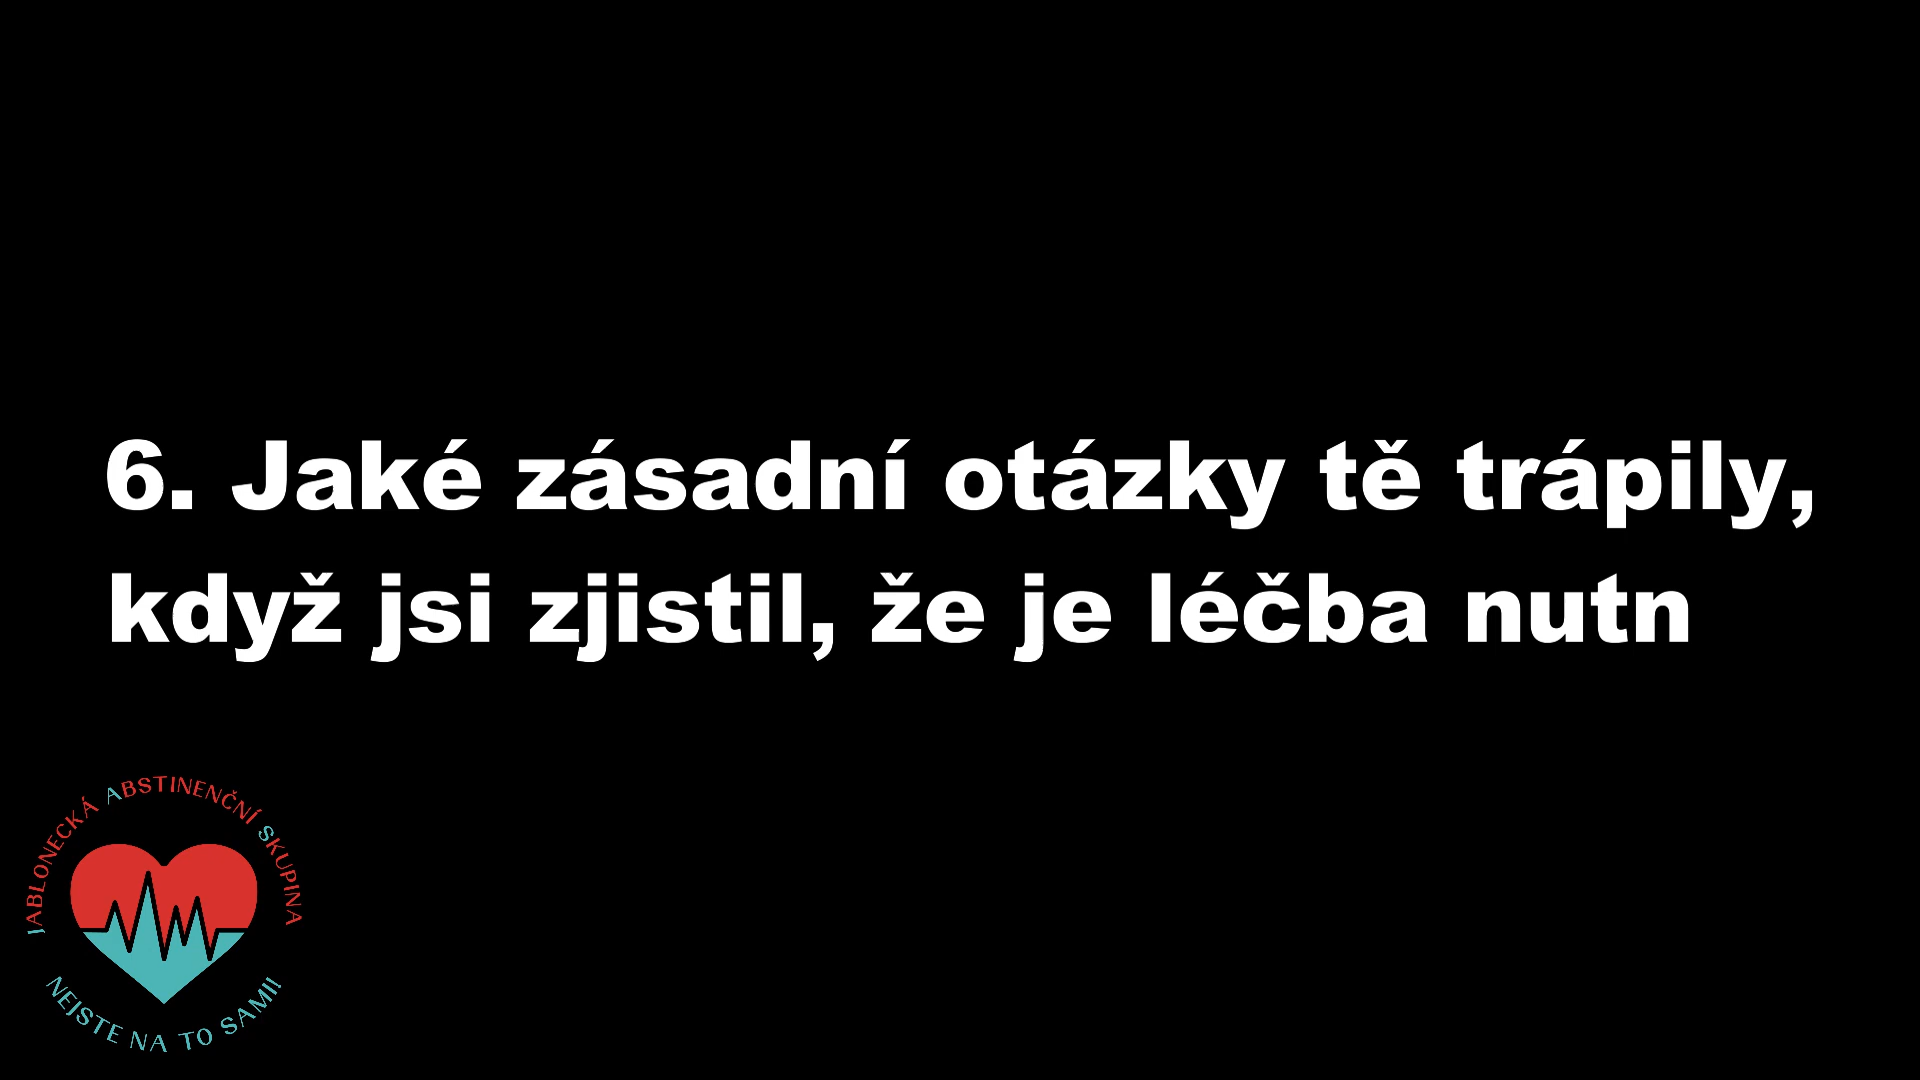 6. Jaké zásadní otázky tě trápily,
když jsi zjistil, že je léčba nutn
JABLONECKÁ ABSTINENČNÍ SKUPINA
NEJSTE NA TO SAMI!